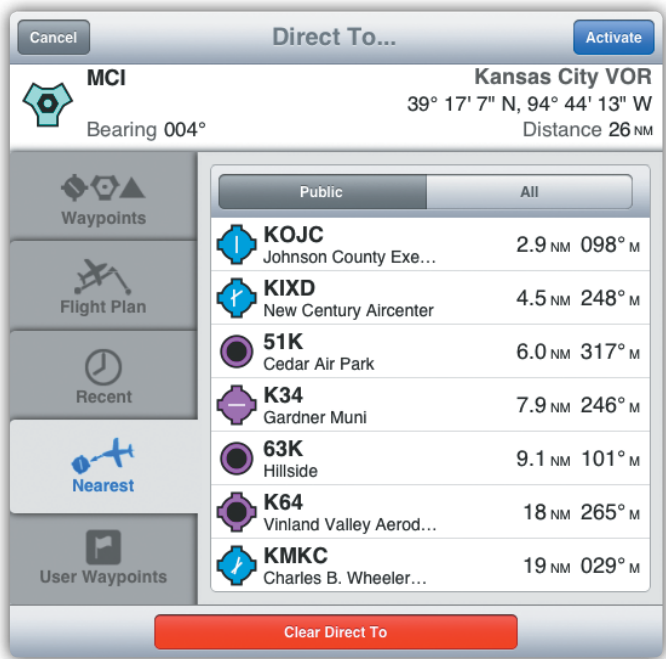 Cancel
Direct To...
Activate
MCI
Kansas City VOR
39° 17' 7" N, 94° 44' 13" W
Bearing 004°
Distance 26 NM
Waypoints
Flight Plan
Recent
Nearest
User Waypoints
Public
All
KOJC
Johnson County Exe...
2.9 NM 098° M
KIXD
New Century Aircenter
4.5 NM 248° M
51K
Cedar Air Park
6.0 NM 317° M
K34
Gardner Muni
7.9 NM 246° M
63K
Hillside
9.1 NM 101° M
K64
Vinland Valley Aerod...
18 NM 265° M
KMKC
Charles B. Wheeler...
19 NM 029° M
Clear Direct To